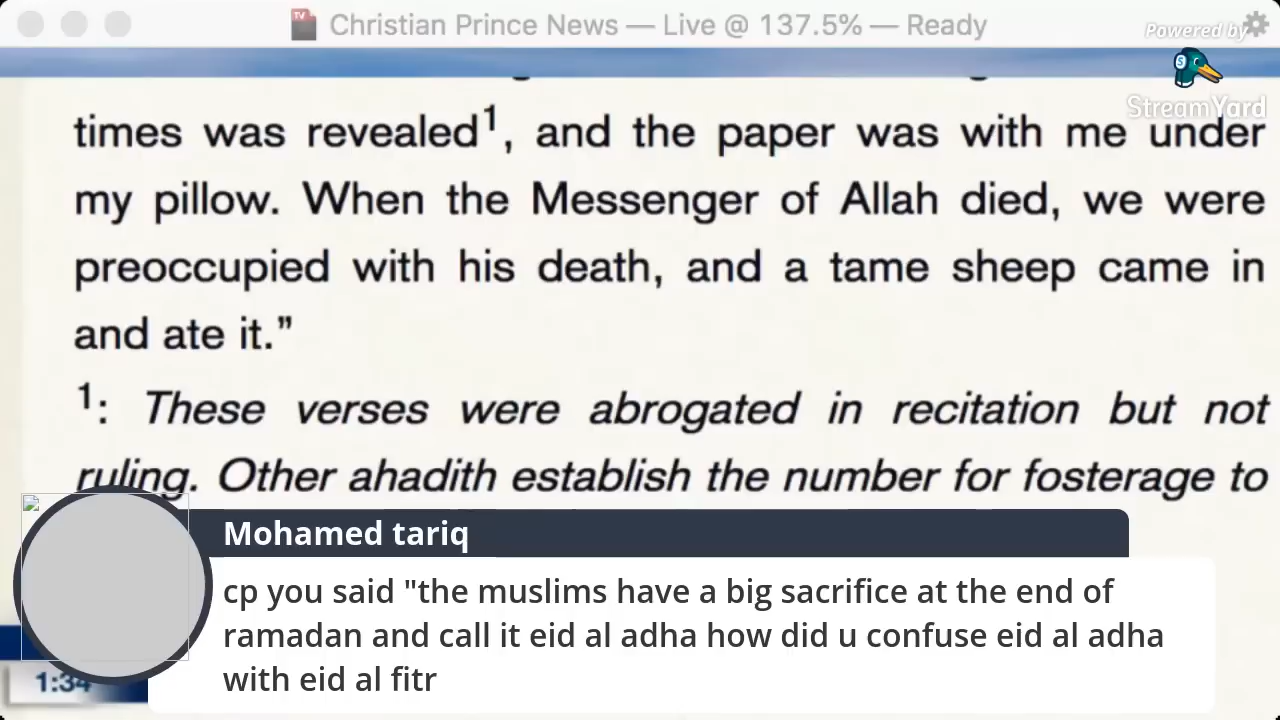 Christian Prince News — Live @ 137.5% — Ready
Powered by
StreamYard
times was revealed¹, and the paper was with me under
my pillow. When the Messenger of Allah died, we were
preoccupied with his death, and a tame sheep came in
and ate it.”
¹: These verses were abrogated in recitation but not
ruling. Other ahadith establish the number for fosterage to
Mohamed tariq
cp you said "the muslims have a big sacrifice at the end of
ramadan and call it eid al adha how did u confuse eid al adha
with eid al fitr
1:34